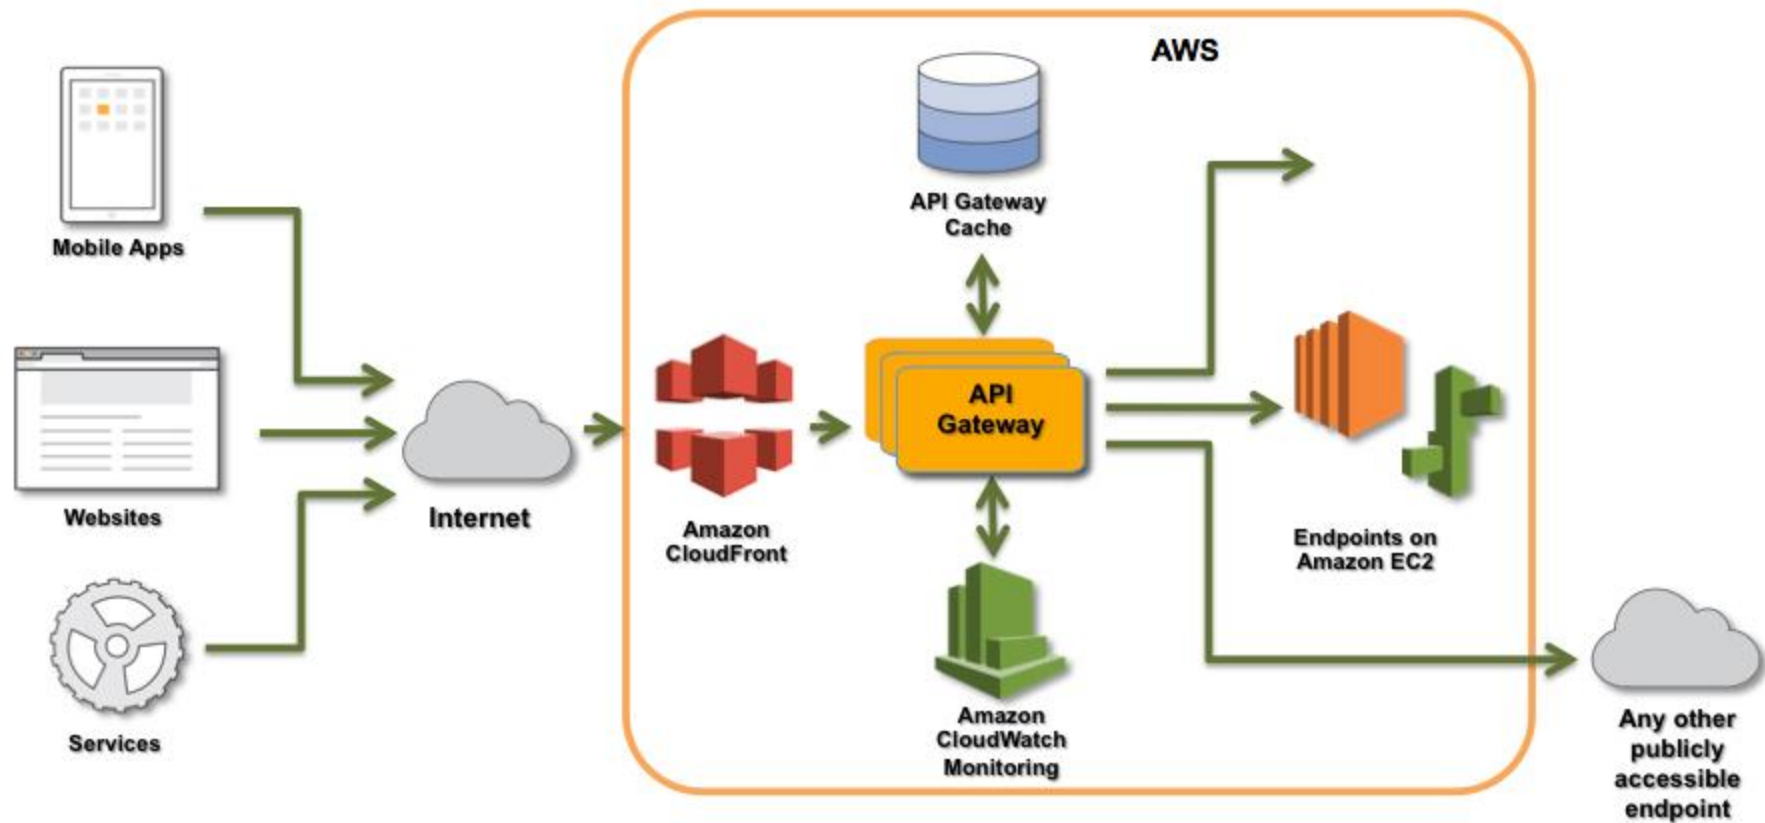 AWS
Mobile Apps
Websites
Services
Internet
Amazon
CloudFront
API Gateway
Cache
API
Gateway
Amazon
CloudWatch
Monitoring
Endpoints on
Amazon EC2
Any other
publicly
accessible
endpoint